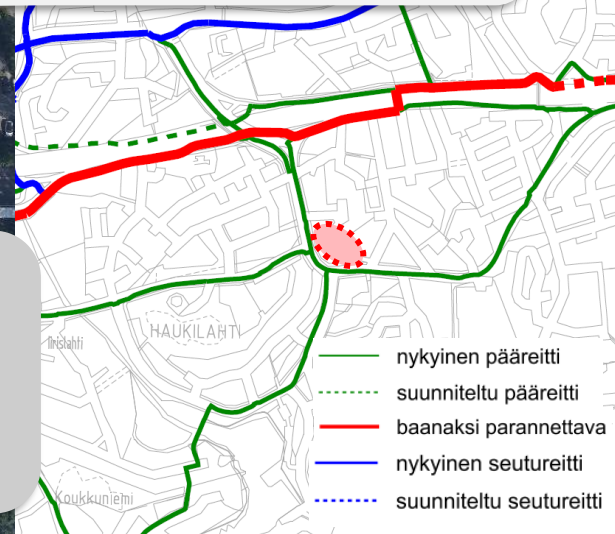 HAUKILAHTI
Iirislahti
nykyinen pääreitti
suunniteltu pääreitti
baanaksi parannettava
nykyinen seutureitti
suunniteltu seutureitti
Koukkuniemi